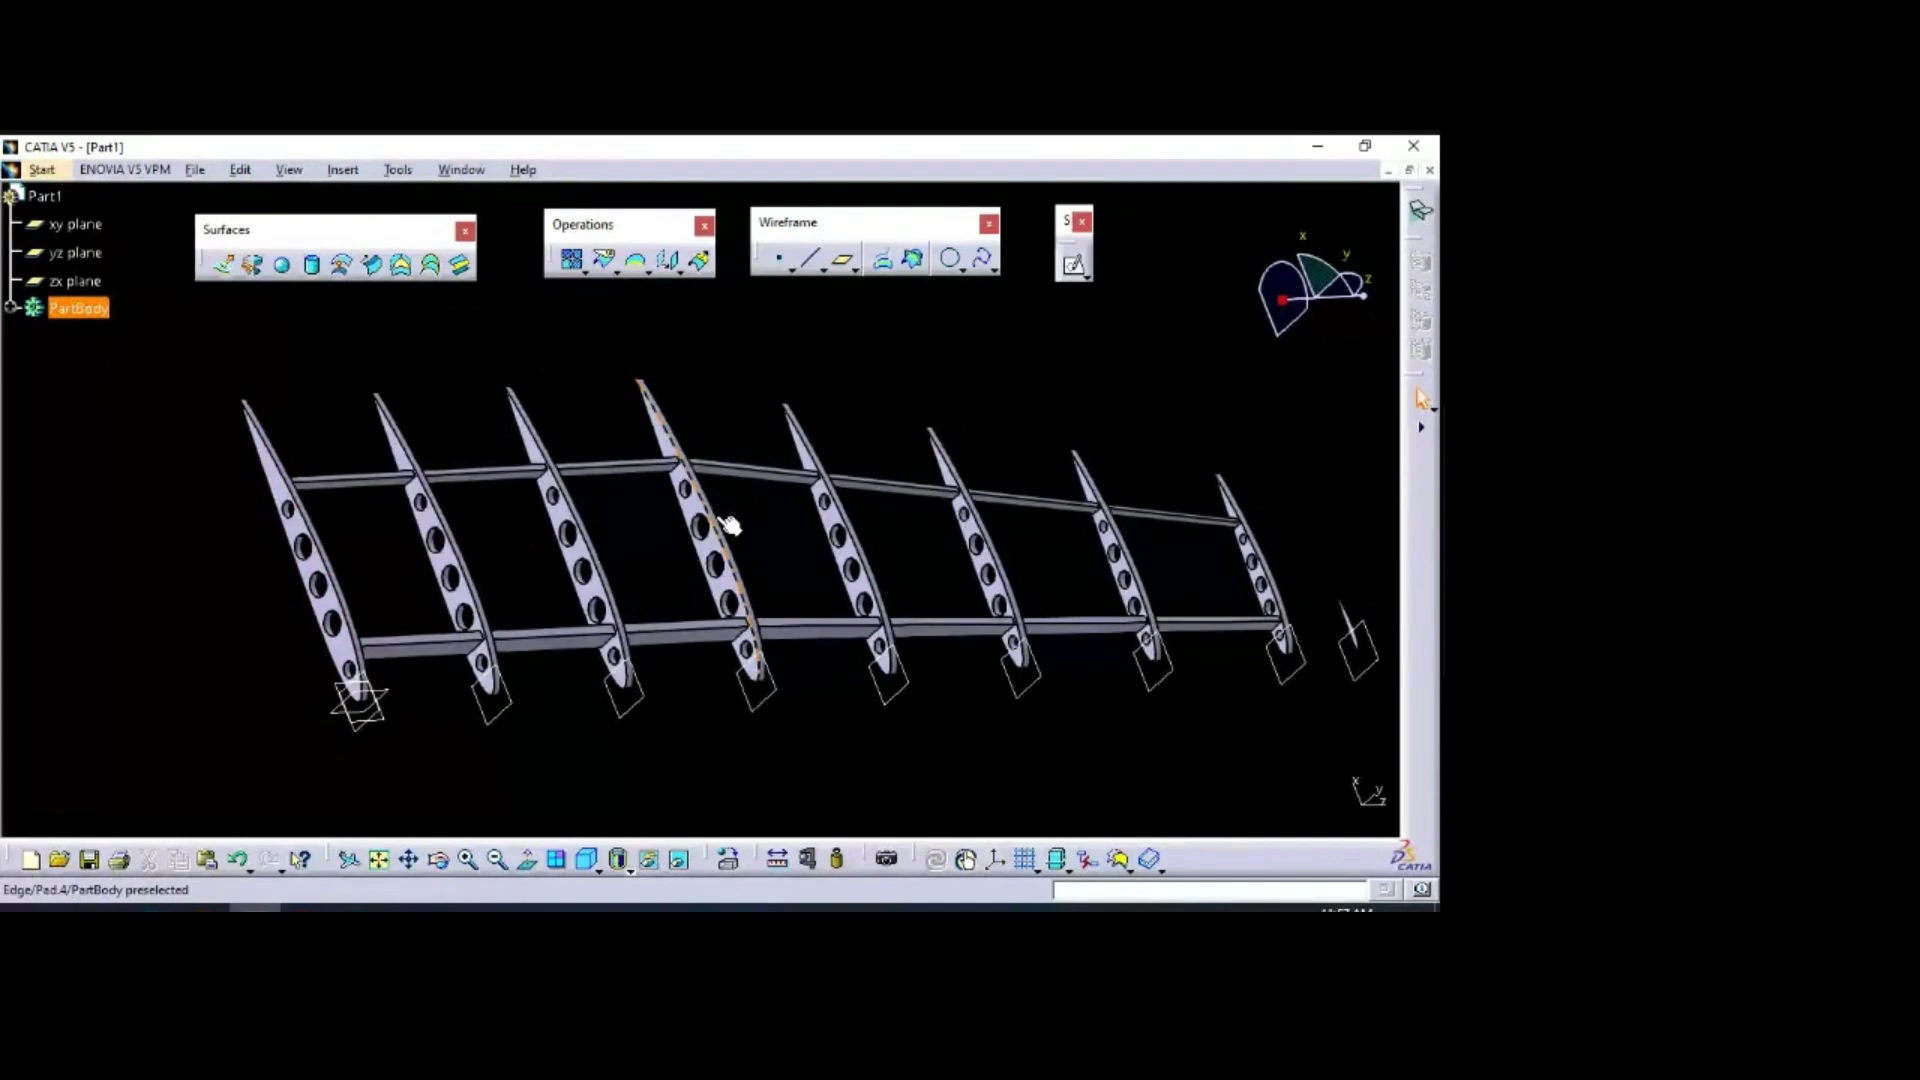 CATIA V5 - [Part1]
Start ENOVIA V5 VPM File Edit View Insert Tools Window Help
Part1
xy plane
yz plane
zx plane
PartBody
Surfaces
Operations
Wireframe
S
x
y
z
x
y
z
CATIA
Edge/Pad.4/PartBody preselected